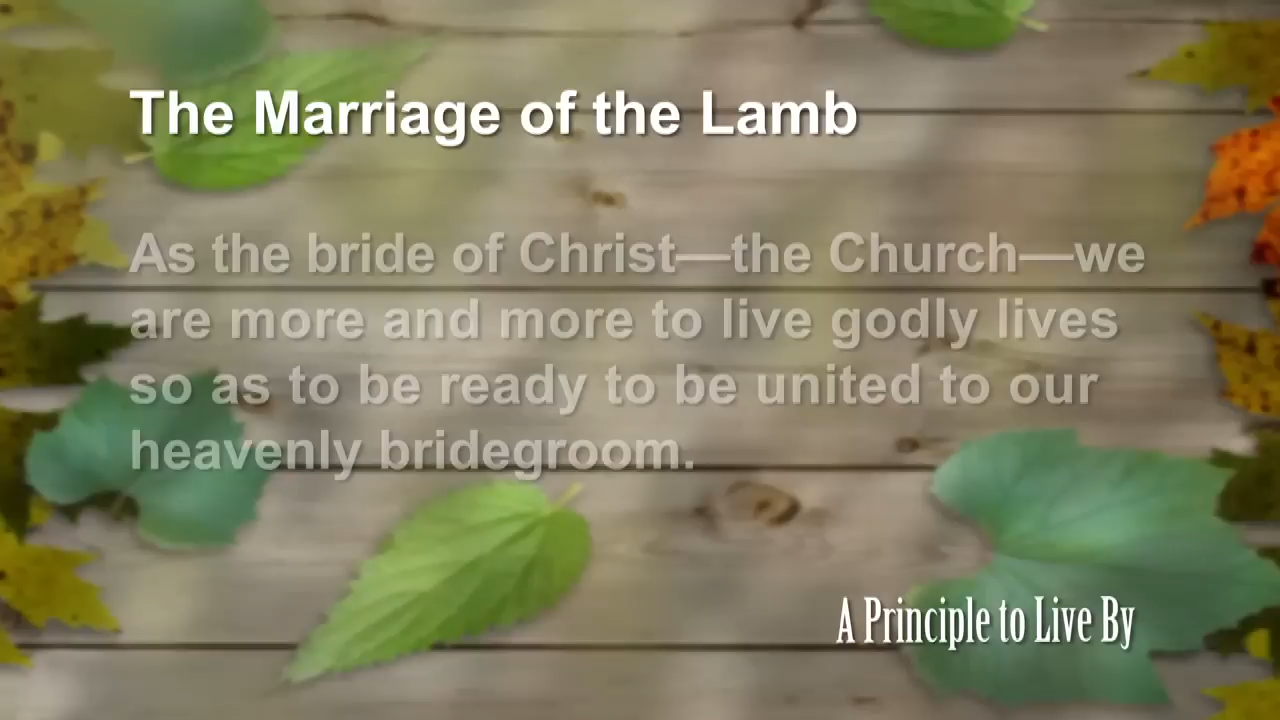 The Marriage of the Lamb
As the bride of Christ—the Church—we
are more and more to live godly lives
so as to be ready to be united to our
heavenly bridegroom.
A Principle to Live By